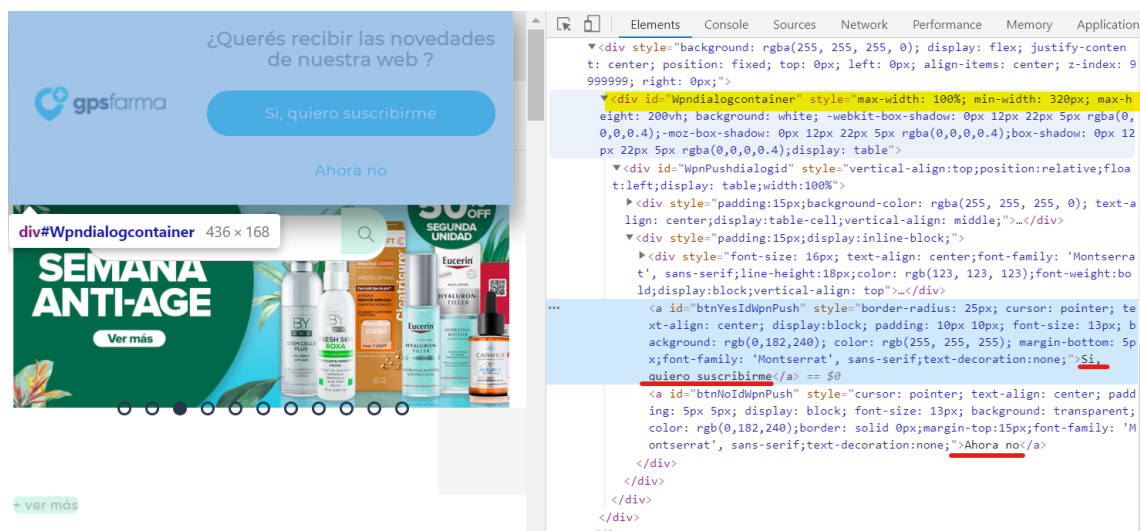 ¿Querés recibir las novedades
de nuestra web ?
gpsfarma
Si, quiero suscribirme
Ahora no
div#Wpndialogcontainer 436 × 168
50%
OFF
SEGUNDA
UNIDAD
SEMANA
ANTI-AGE
Ver más
Cicatricure
Eucerin
HYALURON-
FILLER
Eucerin
BY
STEM CELLS
PLUS
FRESH SKIN
ROXA
CAVIAHUE
+ ver más
Elements Console Sources Network Performance Memory Application
▼<div style="background: rgba(255, 255, 255, 0); display: flex; justify-conten
t: center; position: fixed; top: 0px; left: 0px; align-items: center; z-index: 9
999999; right: 0px;">
▼<div id="Wpndialogcontainer" style="max-width: 100%; min-width: 320px; max-h
eight: 200vh; background: white; -webkit-box-shadow: 0px 12px 22px 5px rgba(0,
0,0,0.4);-moz-box-shadow: 0px 12px 22px 5px rgba(0,0,0,0.4);box-shadow: 0px 12
px 22px 5px rgba(0,0,0,0.4);display: table">
▼<div id="WpnPushdialogid" style="vertical-align:top;position:relative;floa
t:left;display: table;width:100%">
▶<div style="padding:15px;background-color: rgba(255, 255, 255, 0); text-a
lign: center;display:table-cell;vertical-align: middle;">…</div>
▼<div style="padding:15px;display:inline-block;">
▶<div style="font-size: 16px; text-align: center;font-family: 'Montserra
t', sans-serif;line-height:18px;color: rgb(123, 123, 123);font-weight:bo
ld;display:block;vertical-align: top">…</div>
<a id="btnYesIdWpnPush" style="border-radius: 25px; cursor: pointer; te
xt-align: center; display:block; padding: 10px 10px; font-size: 13px; b
ackground: rgb(0,182,240); color: rgb(255, 255, 255); margin-bottom: 5p
x;font-family: 'Montserrat', sans-serif;text-decoration:none;">Si,
quiero suscribirme</a> == $0
<a id="btnNoIdWpnPush" style="cursor: pointer; text-align: center; padd
ing: 5px 5px; display: block; font-size: 13px; background: transparent;
color: rgb(0,182,240);border: solid 0px;margin-top:15px;font-family: 'M
ontserrat', sans-serif;text-decoration:none;">Ahora no</a>
</div>
</div>
</div>
</div>